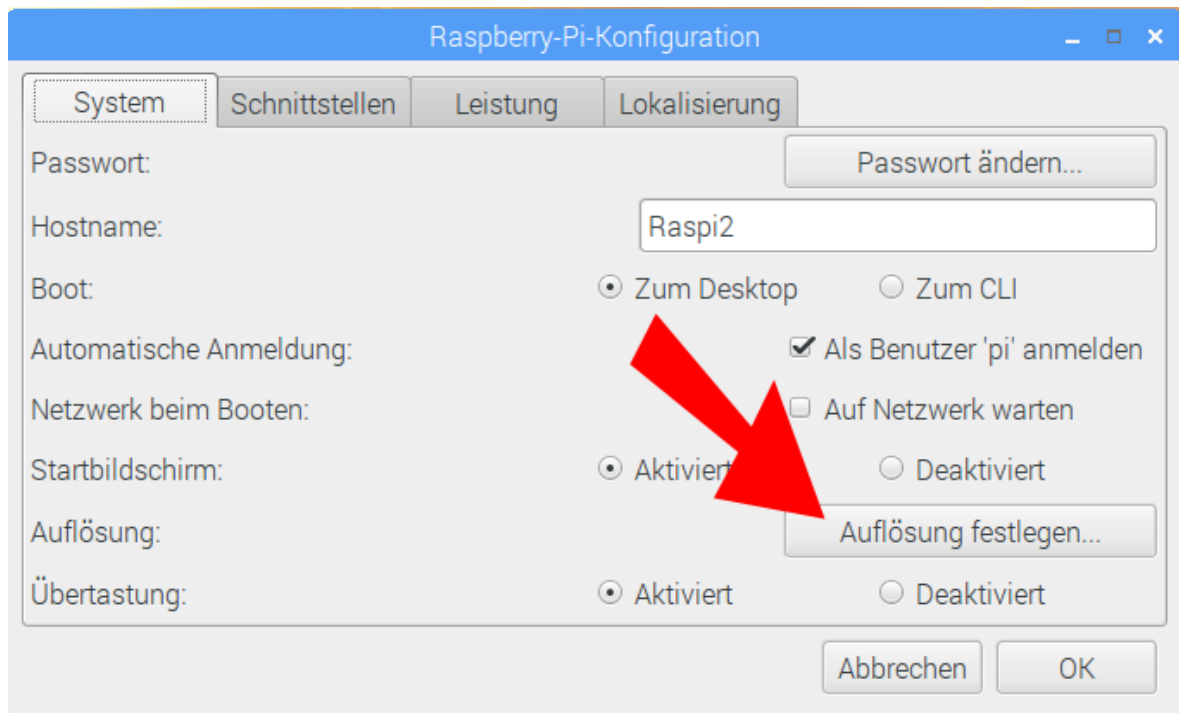 Raspberry-Pi-Konfiguration
System Schnittstellen Leistung Lokalisierung
Passwort: Passwort ändern...
Hostname: Raspi2
Boot: Zum Desktop Zum CLI
Automatische Anmeldung: Als Benutzer 'pi' anmelden
Netzwerk beim Booten: Auf Netzwerk warten
Startbildschirm: Aktiviert Deaktiviert
Auflösung: Auflösung festlegen...
Übertastung: Aktiviert Deaktiviert
Abbrechen OK